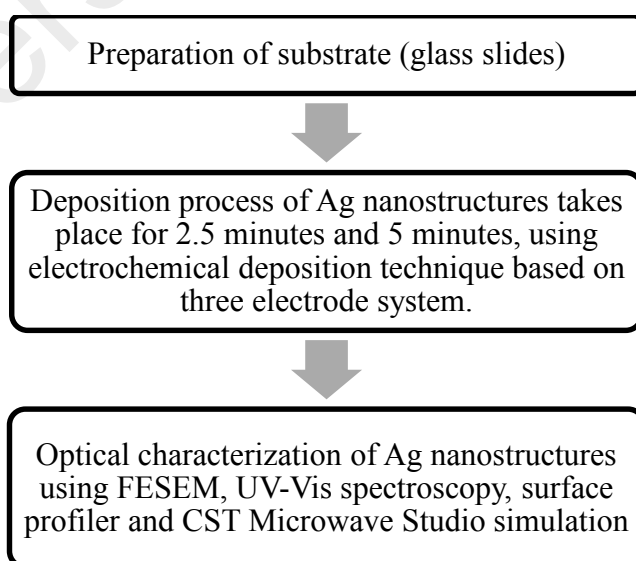 Preparation of substrate (glass slides)
Deposition process of Ag nanostructures takes
place for 2.5 minutes and 5 minutes, using
electrochemical deposition technique based on
three electrode system.
Optical characterization of Ag nanostructures
using FESEM, UV-Vis spectroscopy, surface
profiler and CST Microwave Studio simulation